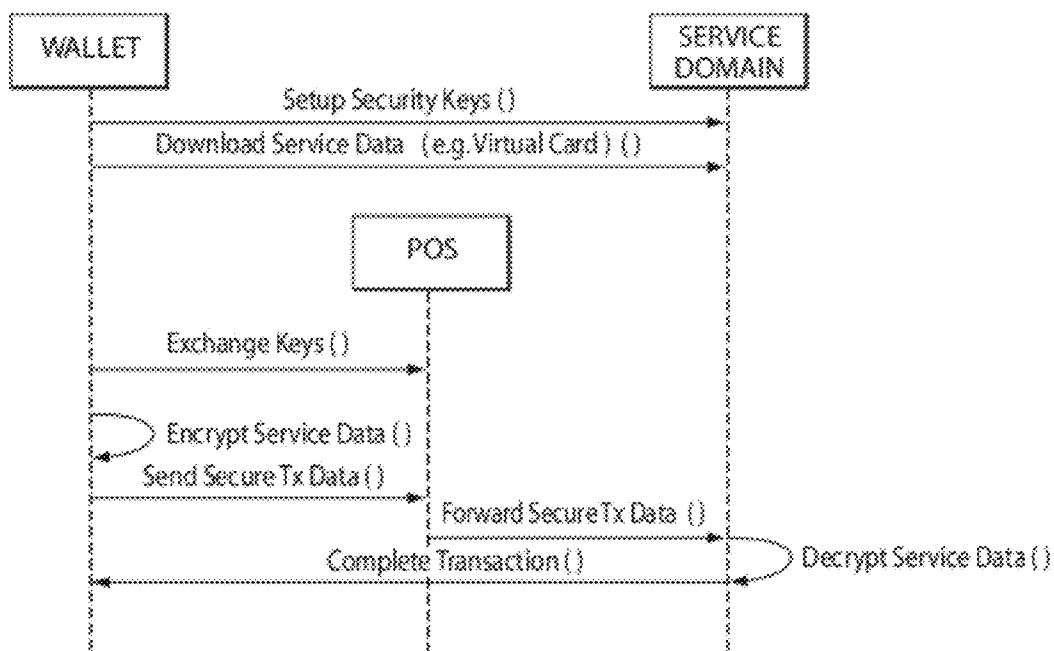 WALLET
SERVICE
DOMAIN
Setup Security Keys ( )
Download Service Data ( e.g. Virtual Card ) ( )
POS
Exchange Keys ( )
Encrypt Service Data ( )
Send Secure Tx Data ( )
Forward Secure Tx Data ( )
Complete Transaction ( )
Decrypt Service Data ( )